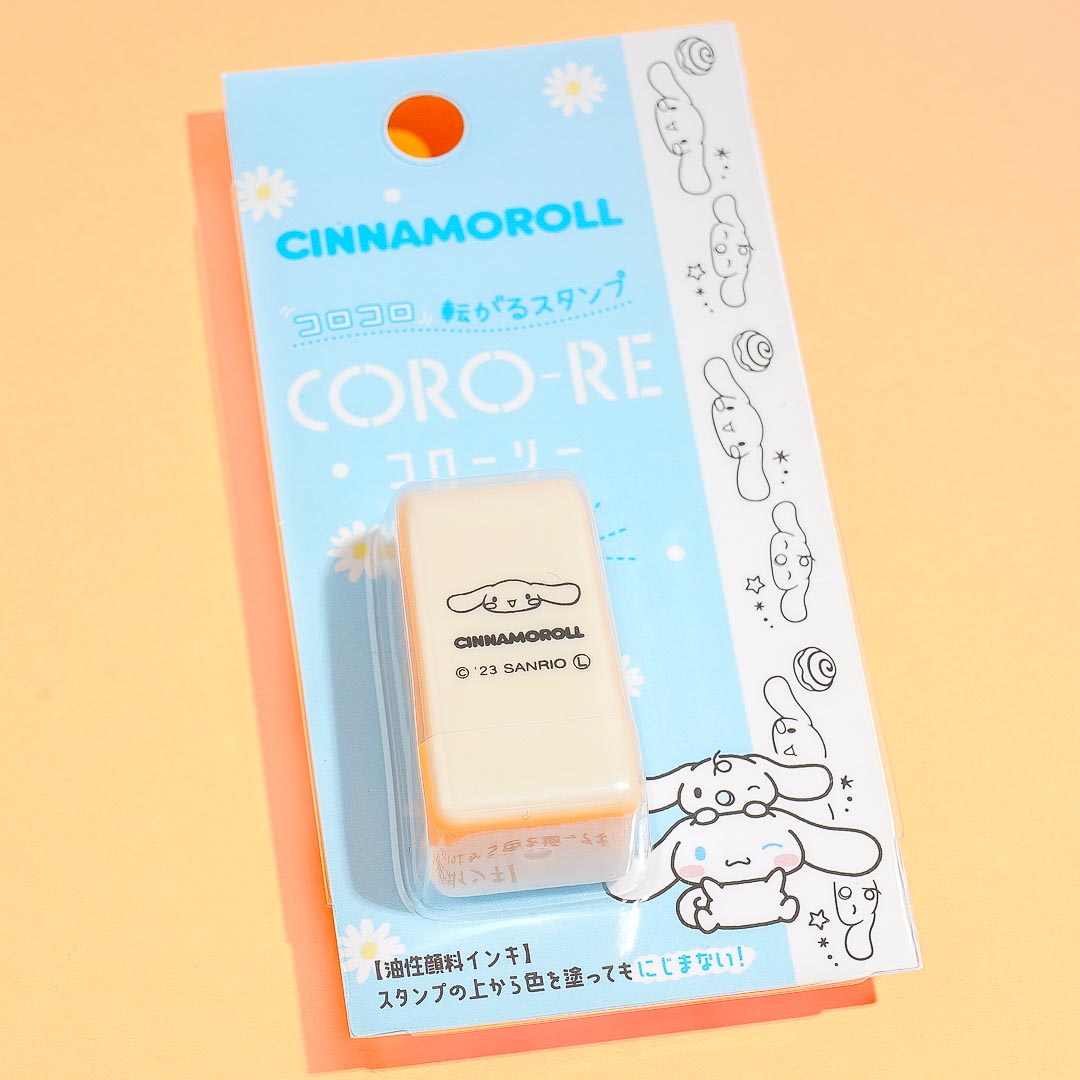 CINNAMOROLL
"コロコロ" 転がるスタンプ
CORO-RE
コローリー
CINNAMOROLL
© '23 SANRIO Ⓛ
【油性顔料インキ】
スタンプの上から色を塗ってもにじまない!